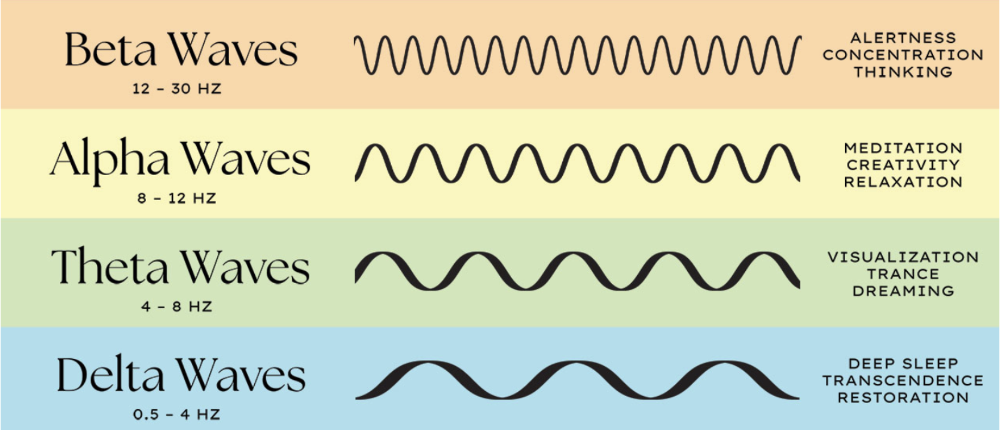 Beta Waves
12 – 30 HZ
ALERTNESS
CONCENTRATION
THINKING
Alpha Waves
8 – 12 HZ
MEDITATION
CREATIVITY
RELAXATION
Theta Waves
4 – 8 HZ
VISUALIZATION
TRANCE
DREAMING
Delta Waves
0.5 – 4 HZ
DEEP SLEEP
TRANSCENDENCE
RESTORATION